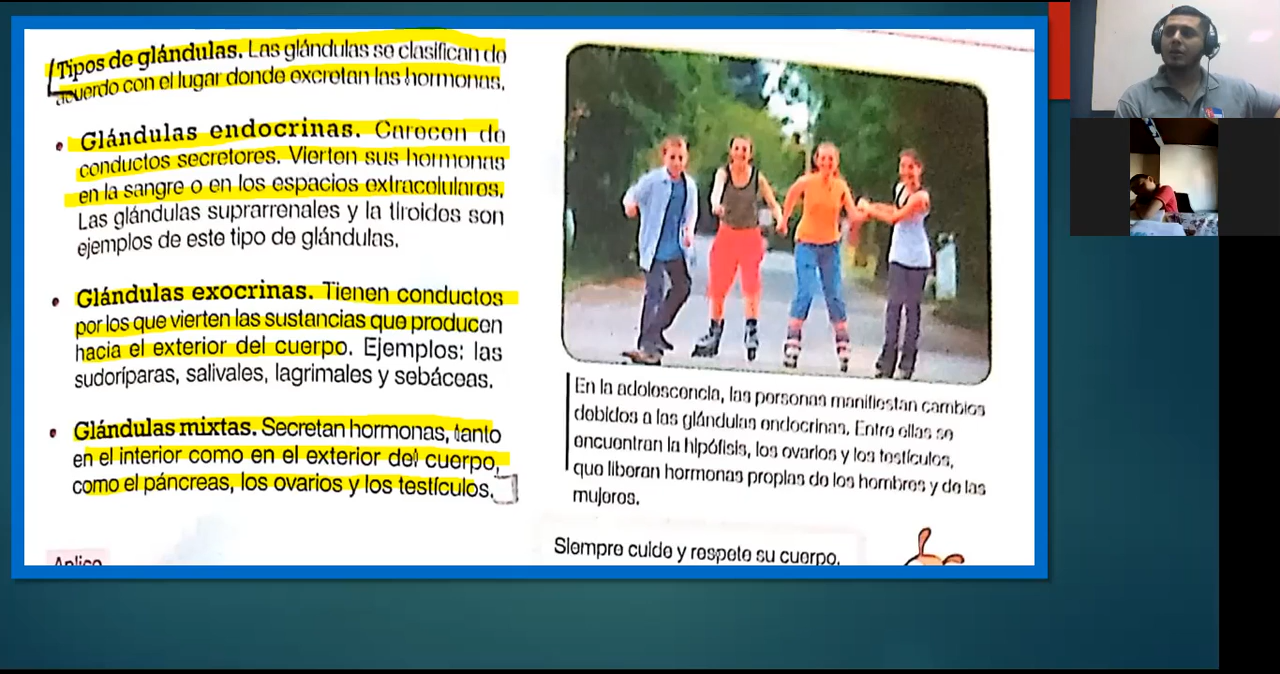 Tipos de glándulas. Las glándulas se clasifican de
acuerdo con el lugar donde excretan las hormonas.
• Glándulas endocrinas. Carecen de
conductos secretores. Vierten sus hormonas
en la sangre o en los espacios extracelulares.
Las glándulas suprarrenales y la tiroides son
ejemplos de este tipo de glándulas.
• Glándulas exocrinas. Tienen conductos
por los que vierten las sustancias que producen
hacia el exterior del cuerpo. Ejemplos: las
sudoríparas, salivales, lagrimales y sebáceas.
• Glándulas mixtas. Secretan hormonas, tanto
en el interior como en el exterior del cuerpo,
como el páncreas, los ovarios y los testículos.
Aplico
En la adolescencia, las personas manifiestan cambios
debidos a las glándulas endocrinas. Entre ellas se
encuentran la hipófisis, los ovarios y los testículos,
que liberan hormonas propias de los hombres y de las
mujeres.
Siempre cuido y respeto su cuerpo.